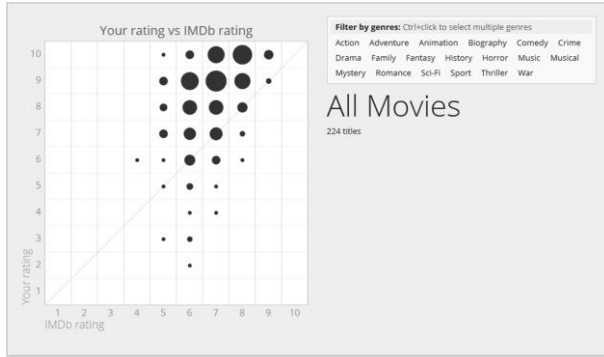 Your rating vs IMDb rating
10
9
8
7
6
5
4
3
2
1
Your rating
1 2 3 4 5 6 7 8 9 10
IMDb rating
Filter by genres: Ctrl+click to select multiple genres
Action Adventure Animation Biography Comedy Crime
Drama Family Fantasy History Horror Music Musical
Mystery Romance Sci-Fi Sport Thriller War
All Movies
224 titles